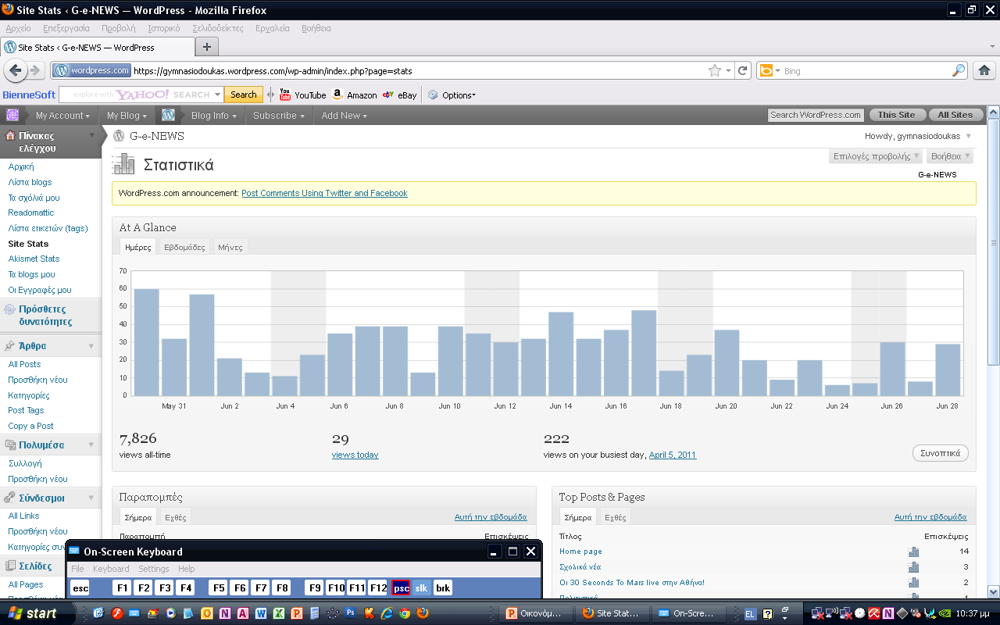 Site Stats ‹ G-e-NEWS — WordPress - Mozilla Firefox
Αρχείο Επεξεργασία Προβολή Ιστορικό Σελιδοδείκτες Εργαλεία Βοήθεια
Site Stats ‹ G-e-NEWS — WordPress
wordpress.com https://gymnasiodoukas.wordpress.com/wp-admin/index.php?page=stats Bing
BienneSoft explore with YAHOO! SEARCH Search YouTube Amazon eBay Options
My Account My Blog Blog Info Subscribe Add New Search WordPress.com This Site All Sites
Πίνακας ελέγχου
Αρχική
Λίστα blogs
Τα σχόλιά μου
Readomattic
Λίστα ετικετών (tags)
Site Stats
Akismet Stats
Τα blogs μου
Οι Εγγραφές μου
Πρόσθετες δυνατότητες
Άρθρα
All Posts
Προσθήκη νέου
Κατηγορίες
Post Tags
Copy a Post
Πολυμέσα
Συλλογή
Προσθήκη νέου
Σύνδεσμοι
All Links
Προσθήκη νέου
Κατηγορίες συν
Σελίδες
All Pages
G-e-NEWS Howdy, gymnasiodoukas
Στατιστικά Επιλογές προβολής Βοήθεια
G-e-NEWS
WordPress.com announcement: Post Comments Using Twitter and Facebook
At A Glance
Ημέρες Εβδομάδες Μήνες
70
60
50
40
30
20
10
0
May 31 Jun 2 Jun 4 Jun 6 Jun 8 Jun 10 Jun 12 Jun 14 Jun 16 Jun 18 Jun 20 Jun 22 Jun 24 Jun 26 Jun 28
7,826 29 222
views all-time views today views on your busiest day, April 5, 2011 Συνοπτικά
Παραπομπές
Σήμερα Εχθές Αυτή την εβδομάδα
Παραπομπή Επισκέψεις
Top Posts & Pages
Σήμερα Εχθές Αυτή την εβδομάδα
Τίτλος Επισκέψεις
Home page 14
Σχολικά νέα 3
Οι 30 Seconds To Mars live στην Αθήνα! 2
On-Screen Keyboard
File Keyboard Settings Help
esc F1 F2 F3 F4 F5 F6 F7 F8 F9 F10 F11 F12 psc slk brk
start Οικονόμ... Site Stat... On-Scre... EL 10:37 μμ